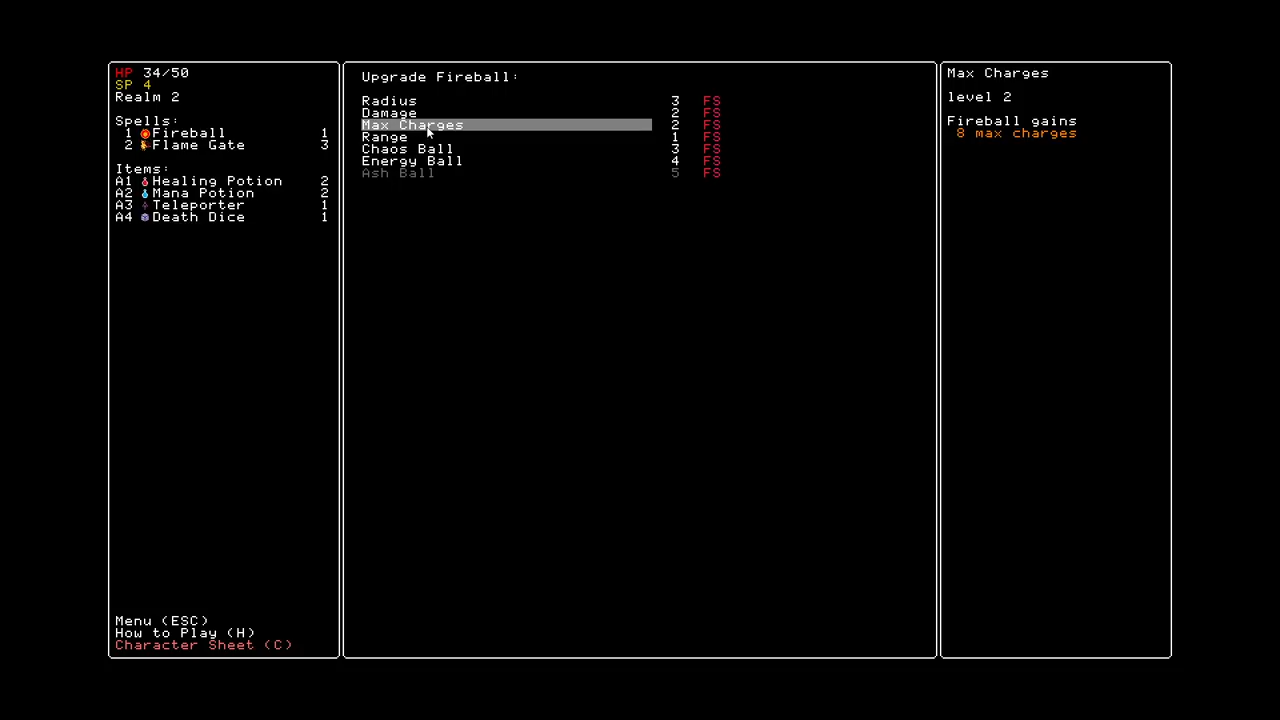 HP 34/50
SP 4
Realm 2
Spells:
1 Fireball 1
2 Flame Gate 3
Items:
A1 Healing Potion 2
A2 Mana Potion 2
A3 Teleporter 1
A4 Death Dice 1
Menu (ESC)
How to Play (H)
Character Sheet (C)
Upgrade Fireball:
Radius 3 FS
Damage 2 FS
Max Charges 2 FS
Range 1 FS
Chaos Ball 3 FS
Energy Ball 4 FS
Ash Ball 5 FS
Max Charges
level 2
Fireball gains
8 max charges